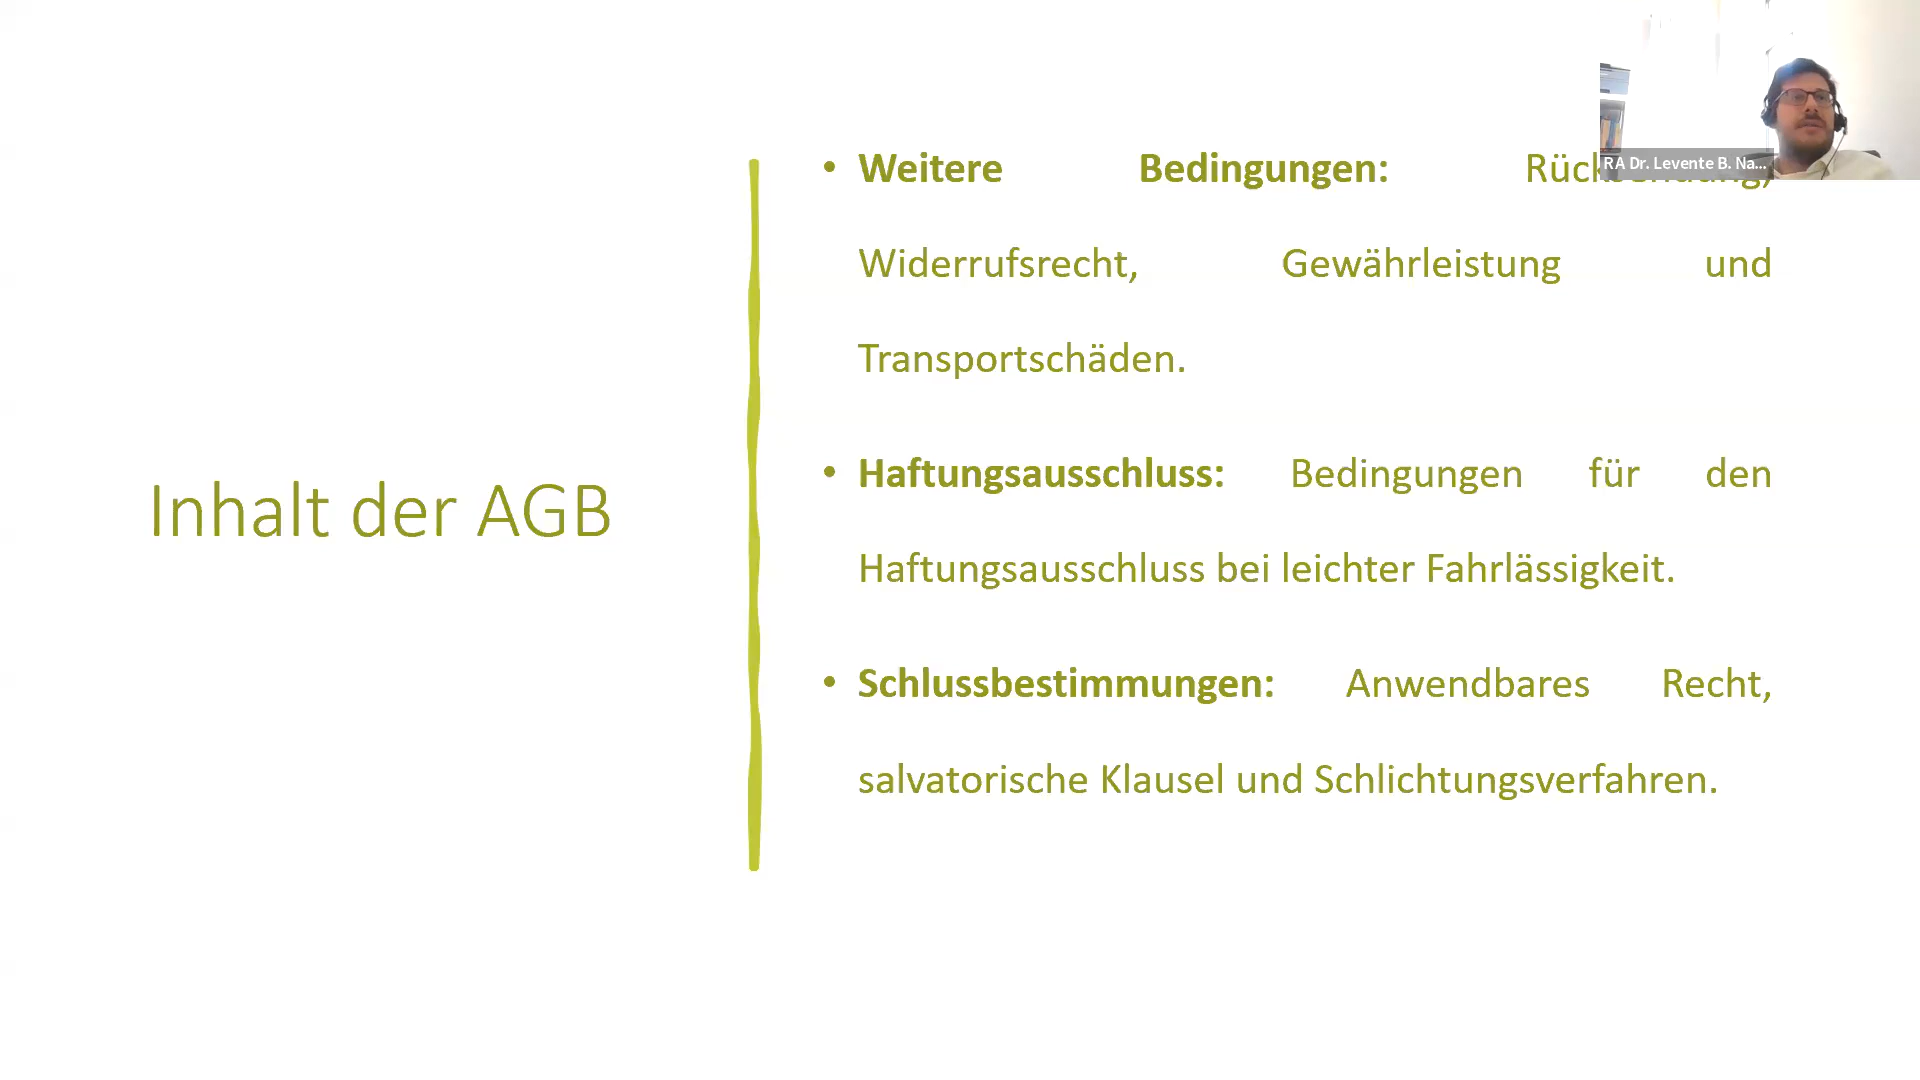 Inhalt der AGB
• Weitere Bedingungen:
Widerrufsrecht, Gewährleistung und
Transportschäden.
• Haftungsausschluss: Bedingungen für den
Haftungsausschluss bei leichter Fahrlässigkeit.
• Schlussbestimmungen: Anwendbares Recht,
salvatorische Klausel und Schlichtungsverfahren.
RA Dr. Levente B. Na...